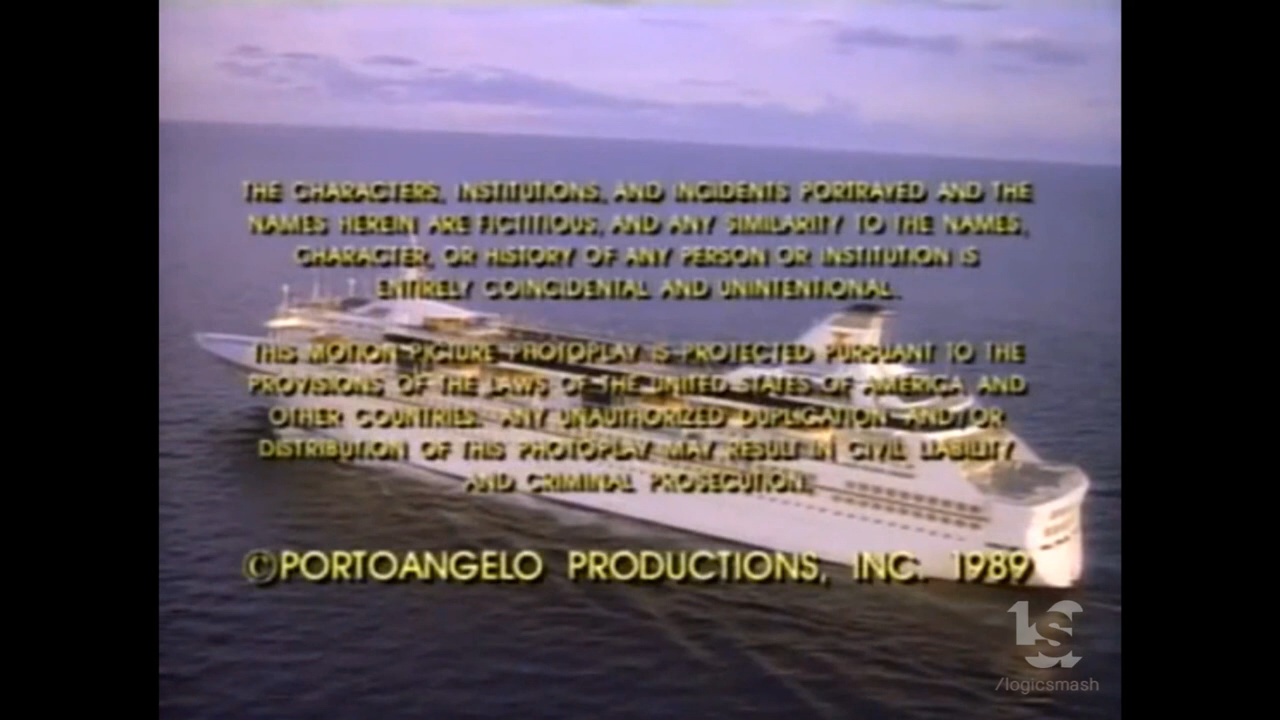 THE CHARACTERS, INSTITUTIONS, AND INCIDENTS PORTRAYED AND THE
NAMES HEREIN ARE FICTITIOUS, AND ANY SIMILARITY TO THE NAMES,
CHARACTER, OR HISTORY OF ANY PERSON OR INSTITUTION IS
ENTIRELY COINCIDENTAL AND UNINTENTIONAL.
THIS MOTION PICTURE PHOTOPLAY IS PROTECTED PURSUANT TO THE
PROVISIONS OF THE LAWS OF THE UNITED STATES OF AMERICA AND
OTHER COUNTRIES. ANY UNAUTHORIZED DUPLICATION AND/OR
DISTRIBUTION OF THIS PHOTOPLAY MAY RESULT IN CIVIL LIABILITY
AND CRIMINAL PROSECUTION.
©PORTOANGELO PRODUCTIONS, INC. 1989
LS
/logicsmash